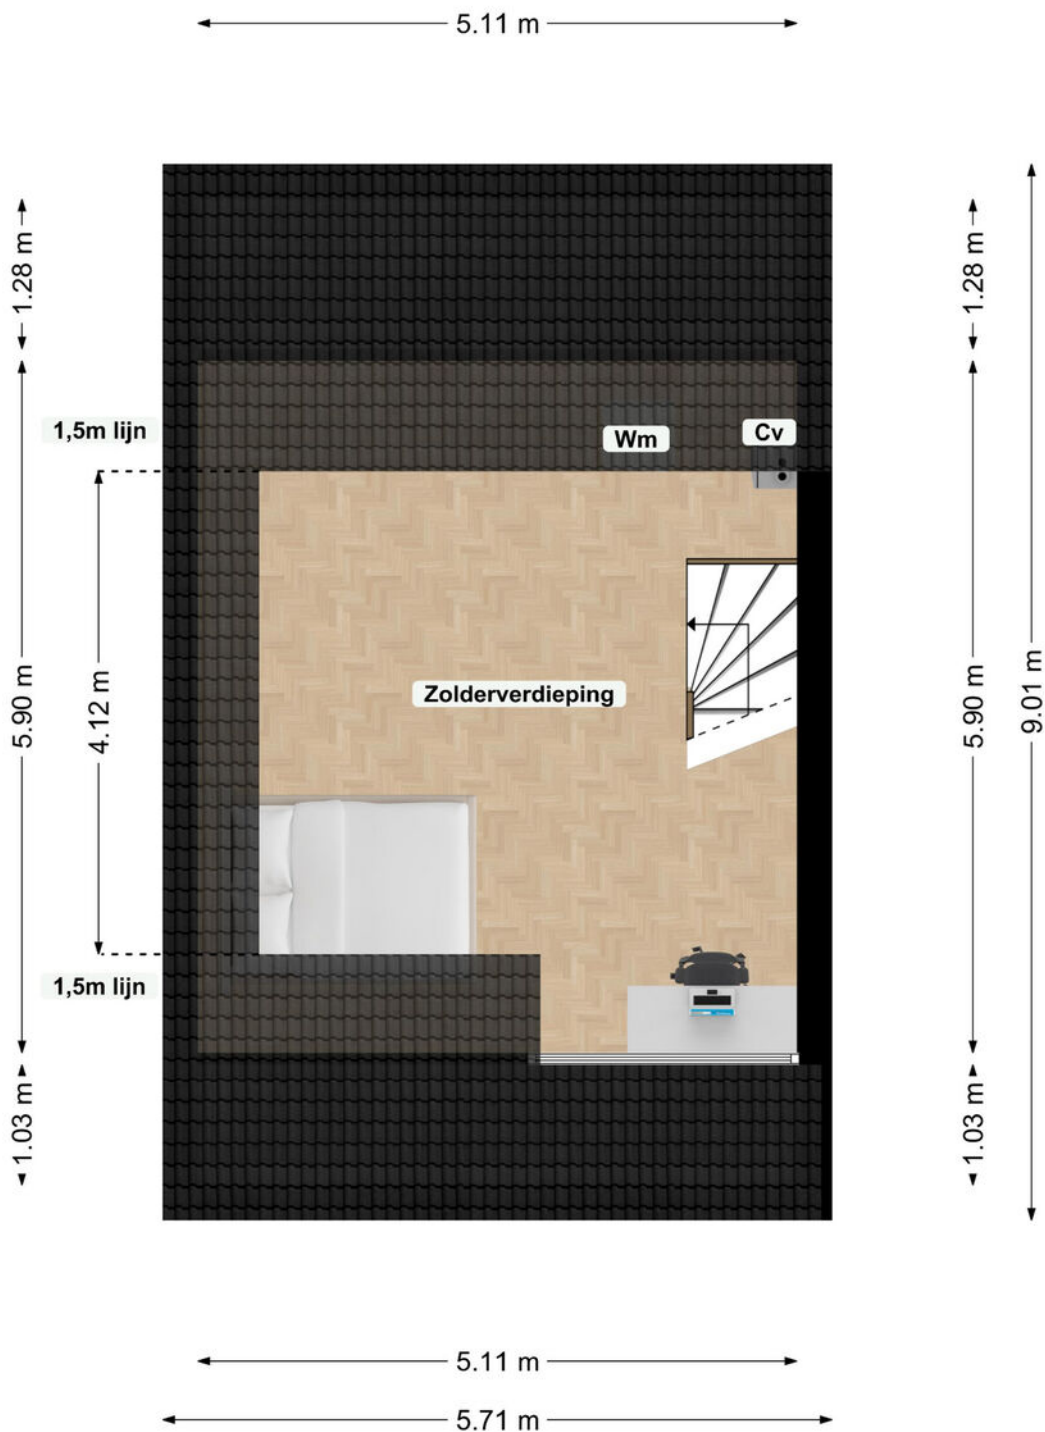 5.11 m
1.28 m
1.28 m
1,5m lijn
Wm
Cv
5.90 m
4.12 m
Zolderverdieping
5.90 m
9.01 m
1,5m lijn
1.03 m
1.03 m
5.11 m
5.71 m